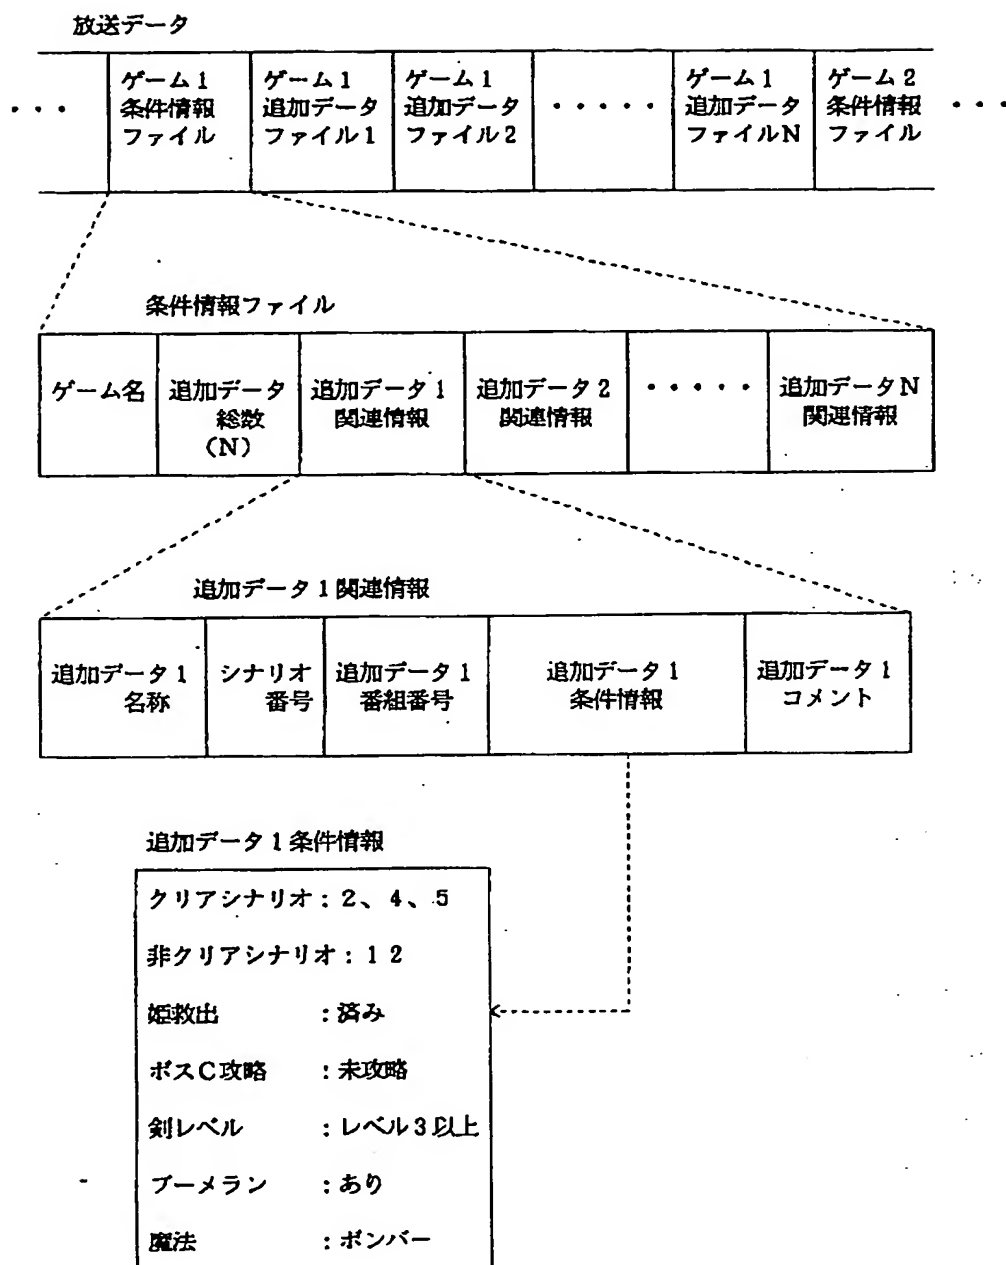 放送データ
・・・
ゲーム1
条件情報
ファイル
ゲーム1
追加データ
ファイル1
ゲーム1
追加データ
ファイル2
・・・・・
ゲーム1
追加データ
ファイルN
ゲーム2
条件情報
ファイル
・・・
条件情報ファイル
ゲーム名
追加データ
総数
(N)
追加データ1
関連情報
追加データ2
関連情報
・・・・・
追加データN
関連情報
追加データ1関連情報
追加データ1
名称
シナリオ
番号
追加データ1
番組番号
追加データ1
条件情報
追加データ1
コメント
追加データ1条件情報
クリアシナリオ：2、4、5
非クリアシナリオ：12
姫救出　　　：済み
ボスC攻略　　：未攻略
剣レベル　　　：レベル3以上
ブーメラン　　：あり
魔法　　　　　：ボンバー